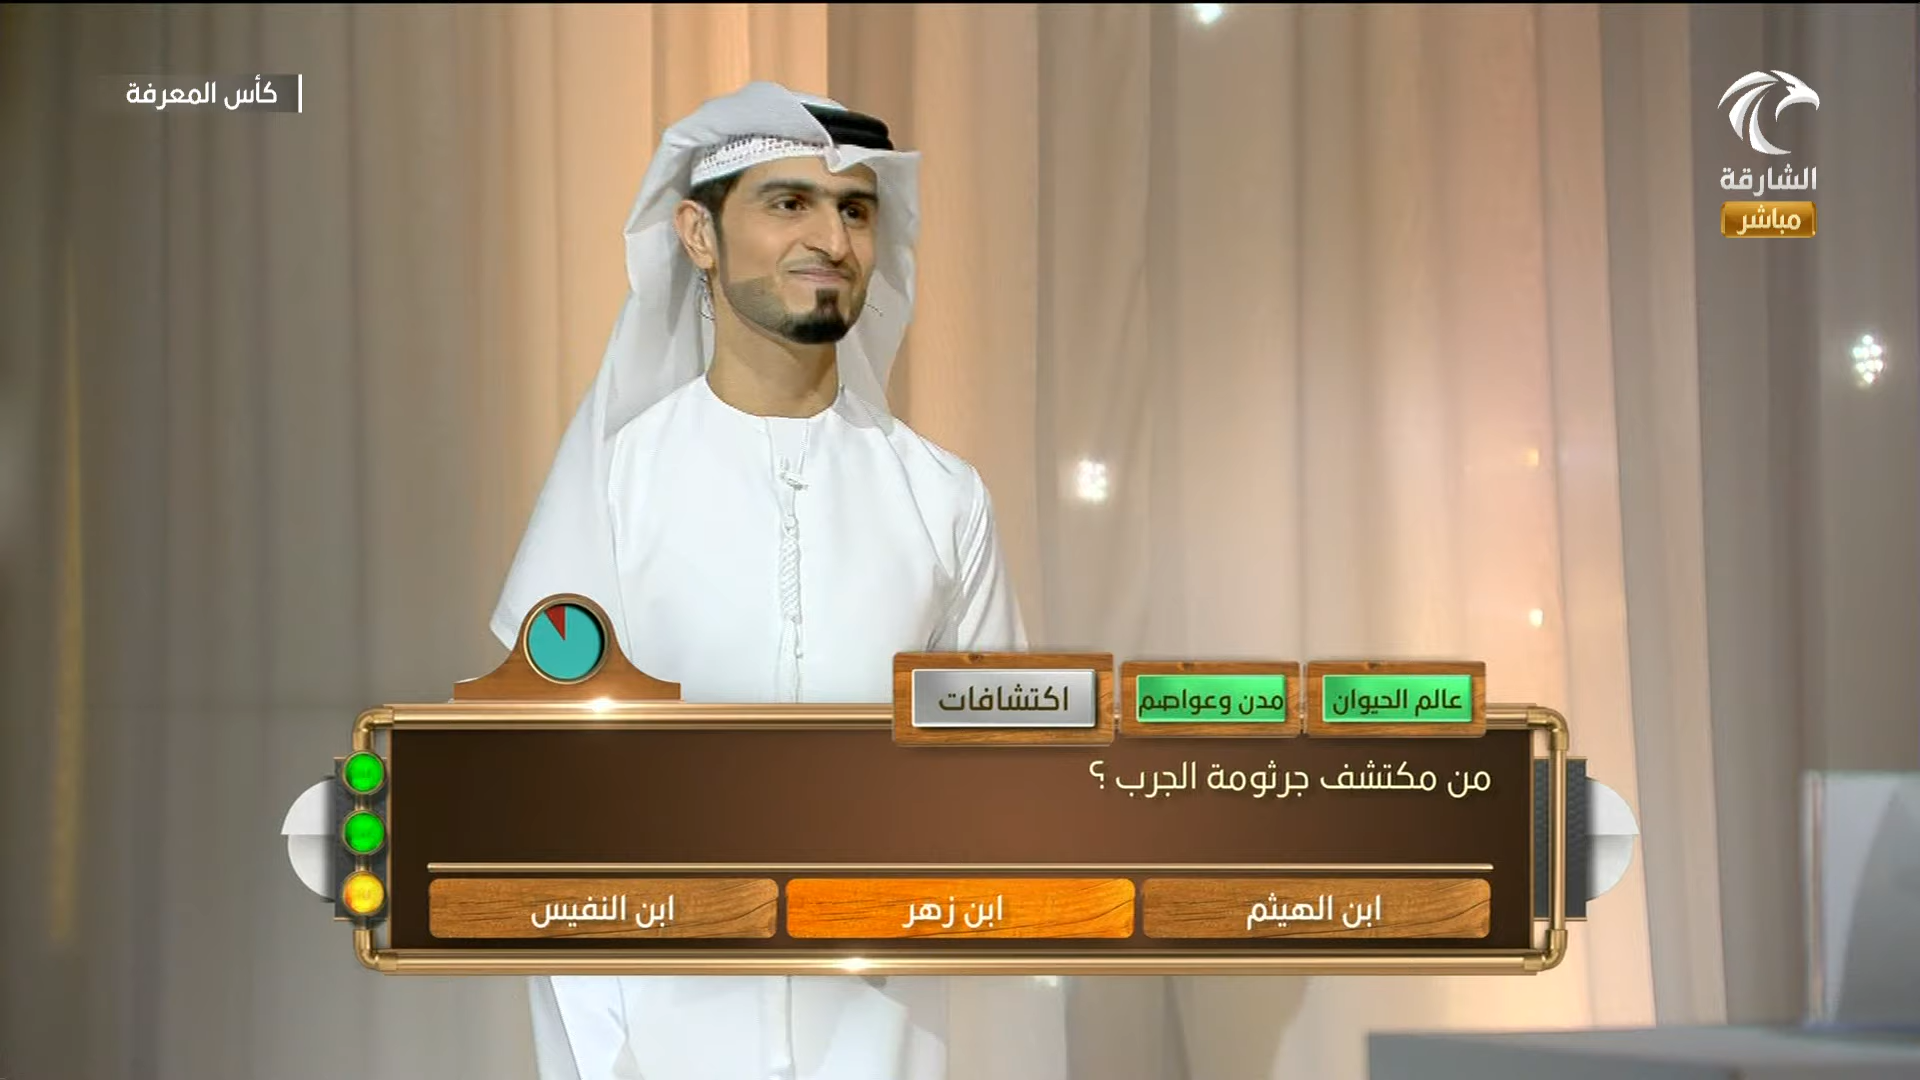 كأس المعرفة
الشارقة
مباشر
عالم الحيوان
مدن وعواصم
اكتشافات
من مكتشف جرثومة الجرب ؟
ابن الهيثم
ابن زهر
ابن النفيس